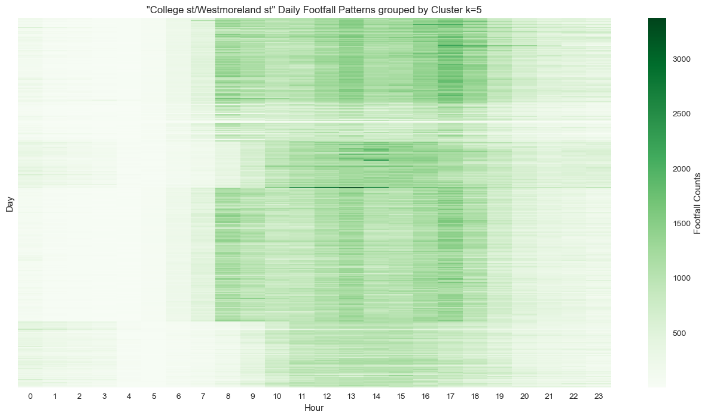 "College st/Westmoreland st" Daily Footfall Patterns grouped by Cluster k=5
3000
2500
2000
1500
1000
500
Footfall Counts
Day
0 1 2 3 4 5 6 7 8 9 10 11 12 13 14 15 16 17 18 19 20 21 22 23
Hour